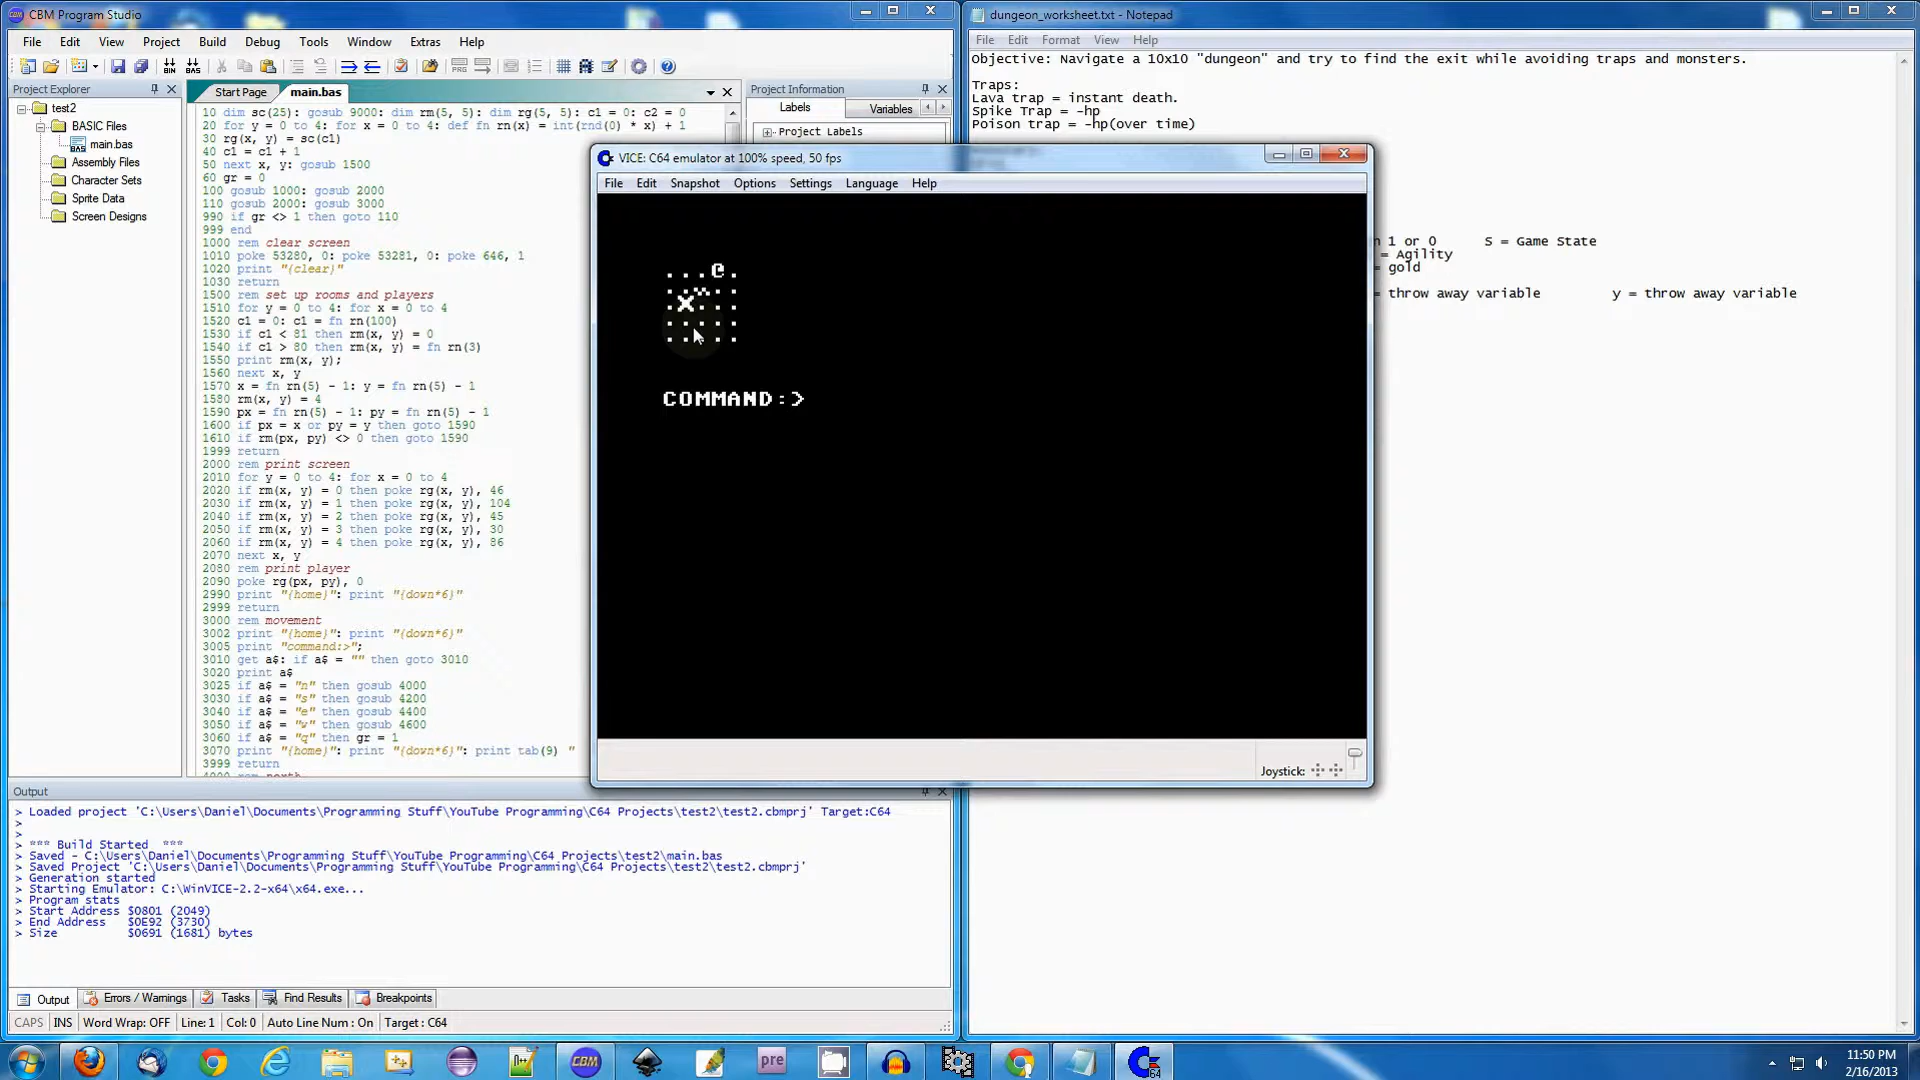 CBM Program Studio
File Edit View Project Build Debug Tools Window Extras Help
Project Explorer
test2
BASIC Files
main.bas
Assembly Files
Character Sets
Sprite Data
Screen Designs
Start Page main.bas
10 dim sc(25): gosub 9000: dim rm(5, 5): dim rg(5, 5): c1 = 0: c2 = 0
20 for y = 0 to 4: for x = 0 to 4: def fn rn(x) = int(rnd(0) * x) + 1
30 rg(x, y) = sc(c1)
40 c1 = c1 + 1
50 next x, y: gosub 1500
60 gr = 0
100 gosub 1000: gosub 2000
110 gosub 2000: gosub 3000
990 if gr <> 1 then goto 110
999 end
1000 rem clear screen
1010 poke 53280, 0: poke 53281, 0: poke 646, 1
1020 print "{clear}"
1030 return
1500 rem set up rooms and players
1510 for y = 0 to 4: for x = 0 to 4
1520 c1 = 0: c1 = fn rn(100)
1530 if c1 < 81 then rm(x, y) = 0
1540 if c1 > 80 then rm(x, y) = fn rn(3)
1550 print rm(x, y);
1560 next x, y
1570 x = fn rn(5) - 1: y = fn rn(5) - 1
1580 rm(x, y) = 4
1590 px = fn rn(5) - 1: py = fn rn(5) - 1
1600 if px = x or py = y then goto 1590
1610 if rm(px, py) <> 0 then goto 1590
1999 return
2000 rem print screen
2010 for y = 0 to 4: for x = 0 to 4
2020 if rm(x, y) = 0 then poke rg(x, y), 46
2030 if rm(x, y) = 1 then poke rg(x, y), 104
2040 if rm(x, y) = 2 then poke rg(x, y), 45
2050 if rm(x, y) = 3 then poke rg(x, y), 30
2060 if rm(x, y) = 4 then poke rg(x, y), 86
2070 next x, y
2080 rem print player
2090 poke rg(px, py), 0
2990 print "{home}": print "{down*6}"
2999 return
3000 rem movement
3002 print "{home}": print "{down*6}"
3005 print "command:>";
3010 get a$: if a$ = "" then goto 3010
3020 print a$
3025 if a$ = "n" then gosub 4000
3030 if a$ = "s" then gosub 4200
3040 if a$ = "e" then gosub 4400
3050 if a$ = "w" then gosub 4600
3060 if a$ = "q" then gr = 1
3070 print "{home}": print "{down*6}": print tab(9) "
3999 return
4000 rem north
Project Information
Labels Variables
Project Labels
Output
> Loaded project 'C:\Users\Daniel\Documents\Programming Stuff\YouTube Programming\C64 Projects\test2\test2.cbmprj' Target:C64
>
>
> *** Build Started ***
> Saved - C:\Users\Daniel\Documents\Programming Stuff\YouTube Programming\C64 Projects\test2\main.bas
> Saved Project 'C:\Users\Daniel\Documents\Programming Stuff\YouTube Programming\C64 Projects\test2\test2.cbmprj'
> Generation started
> Starting Emulator: C:\WinVICE-2.2-x64\x64.exe...
> Program stats
> Start Address $0801 (2049)
> End Address $0E92 (3730)
> Size $0691 (1681) bytes
Output Errors / Warnings Tasks Find Results Breakpoints
CAPS INS Word Wrap: OFF Line: 1 Col: 0 Auto Line Num : On Target : C64
dungeon_worksheet.txt - Notepad
File Edit Format View Help
Objective: Navigate a 10x10 "dungeon" and try to find the exit while avoiding traps and monsters.
Traps:
Lava trap = instant death.
Spike Trap = -hp
Poison trap = -hp(over time)
n 1 or 0 S = Game State
= Agility
= gold
= throw away variable y = throw away variable
VICE: C64 emulator at 100% speed, 50 fps
File Edit Snapshot Options Settings Language Help
. . . @ .
. . ^ . .
. X . . .
. . . . .
. . . . .
COMMAND:>
Joystick:
CBM
pre
64
11:50 PM
2/16/2013